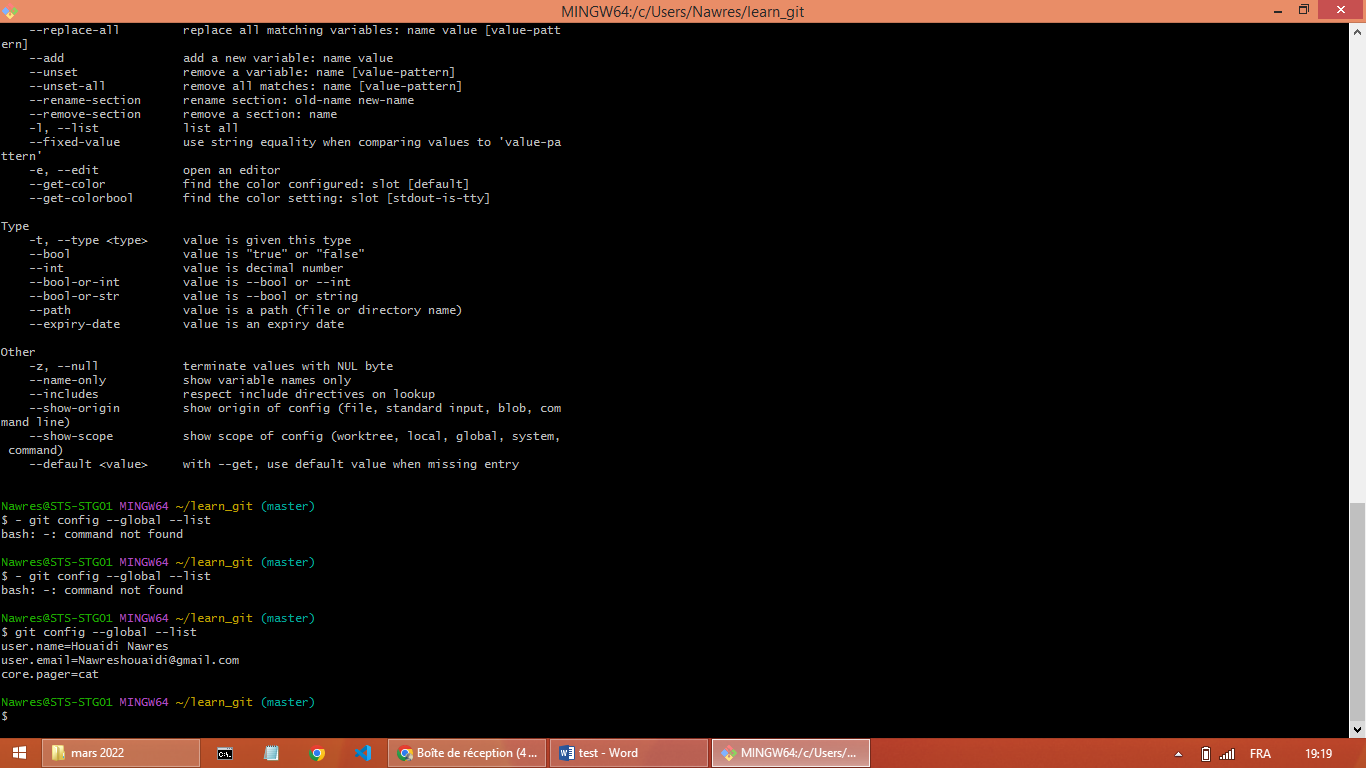 MINGW64:/c/Users/Nawres/learn_git
--replace-all replace all matching variables: name value [value-patt
ern]
--add add a new variable: name value
--unset remove a variable: name [value-pattern]
--unset-all remove all matches: name [value-pattern]
--rename-section rename section: old-name new-name
--remove-section remove a section: name
-l, --list list all
--fixed-value use string equality when comparing values to 'value-pa
ttern'
-e, --edit open an editor
--get-color find the color configured: slot [default]
--get-colorbool find the color setting: slot [stdout-is-tty]
Type
-t, --type <type> value is given this type
--bool value is "true" or "false"
--int value is decimal number
--bool-or-int value is --bool or --int
--bool-or-str value is --bool or string
--path value is a path (file or directory name)
--expiry-date value is an expiry date
Other
-z, --null terminate values with NUL byte
--name-only show variable names only
--includes respect include directives on lookup
--show-origin show origin of config (file, standard input, blob, com
mand line)
--show-scope show scope of config (worktree, local, global, system,
command)
--default <value> with --get, use default value when missing entry
Nawres@STS-STG01 MINGW64 ~/learn_git (master)
$ - git config --global --list
bash: -: command not found
Nawres@STS-STG01 MINGW64 ~/learn_git (master)
$ - git config --global --list
bash: -: command not found
Nawres@STS-STG01 MINGW64 ~/learn_git (master)
$ git config --global --list
user.name=Houaidi Nawres
user.email=Nawreshouaidi@gmail.com
core.pager=cat
Nawres@STS-STG01 MINGW64 ~/learn_git (master)
$
mars 2022 C:\. Boîte de réception (4 ... test - Word MINGW64:/c/Users/... FRA 19:19